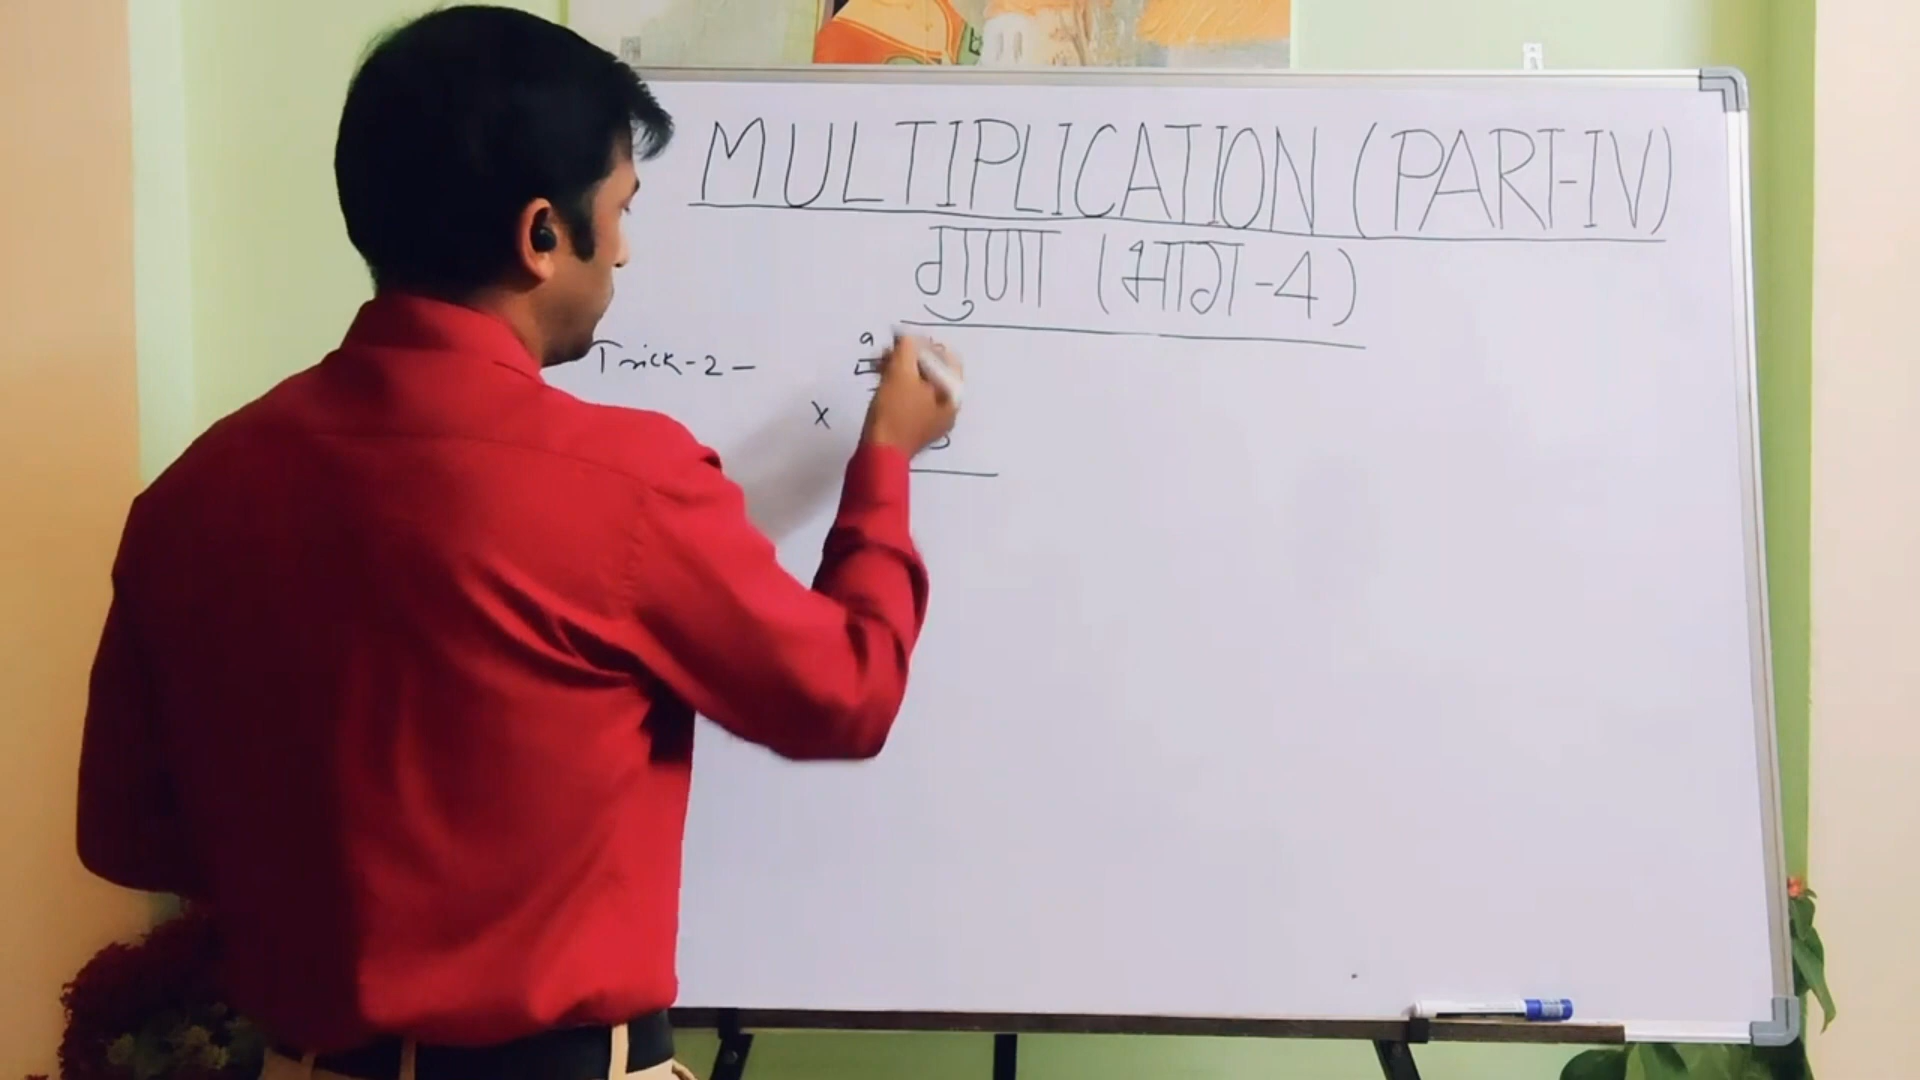 MULTIPLICATION (PART-IV)
गुणा (भाग-4)
Trick-2-
a
x